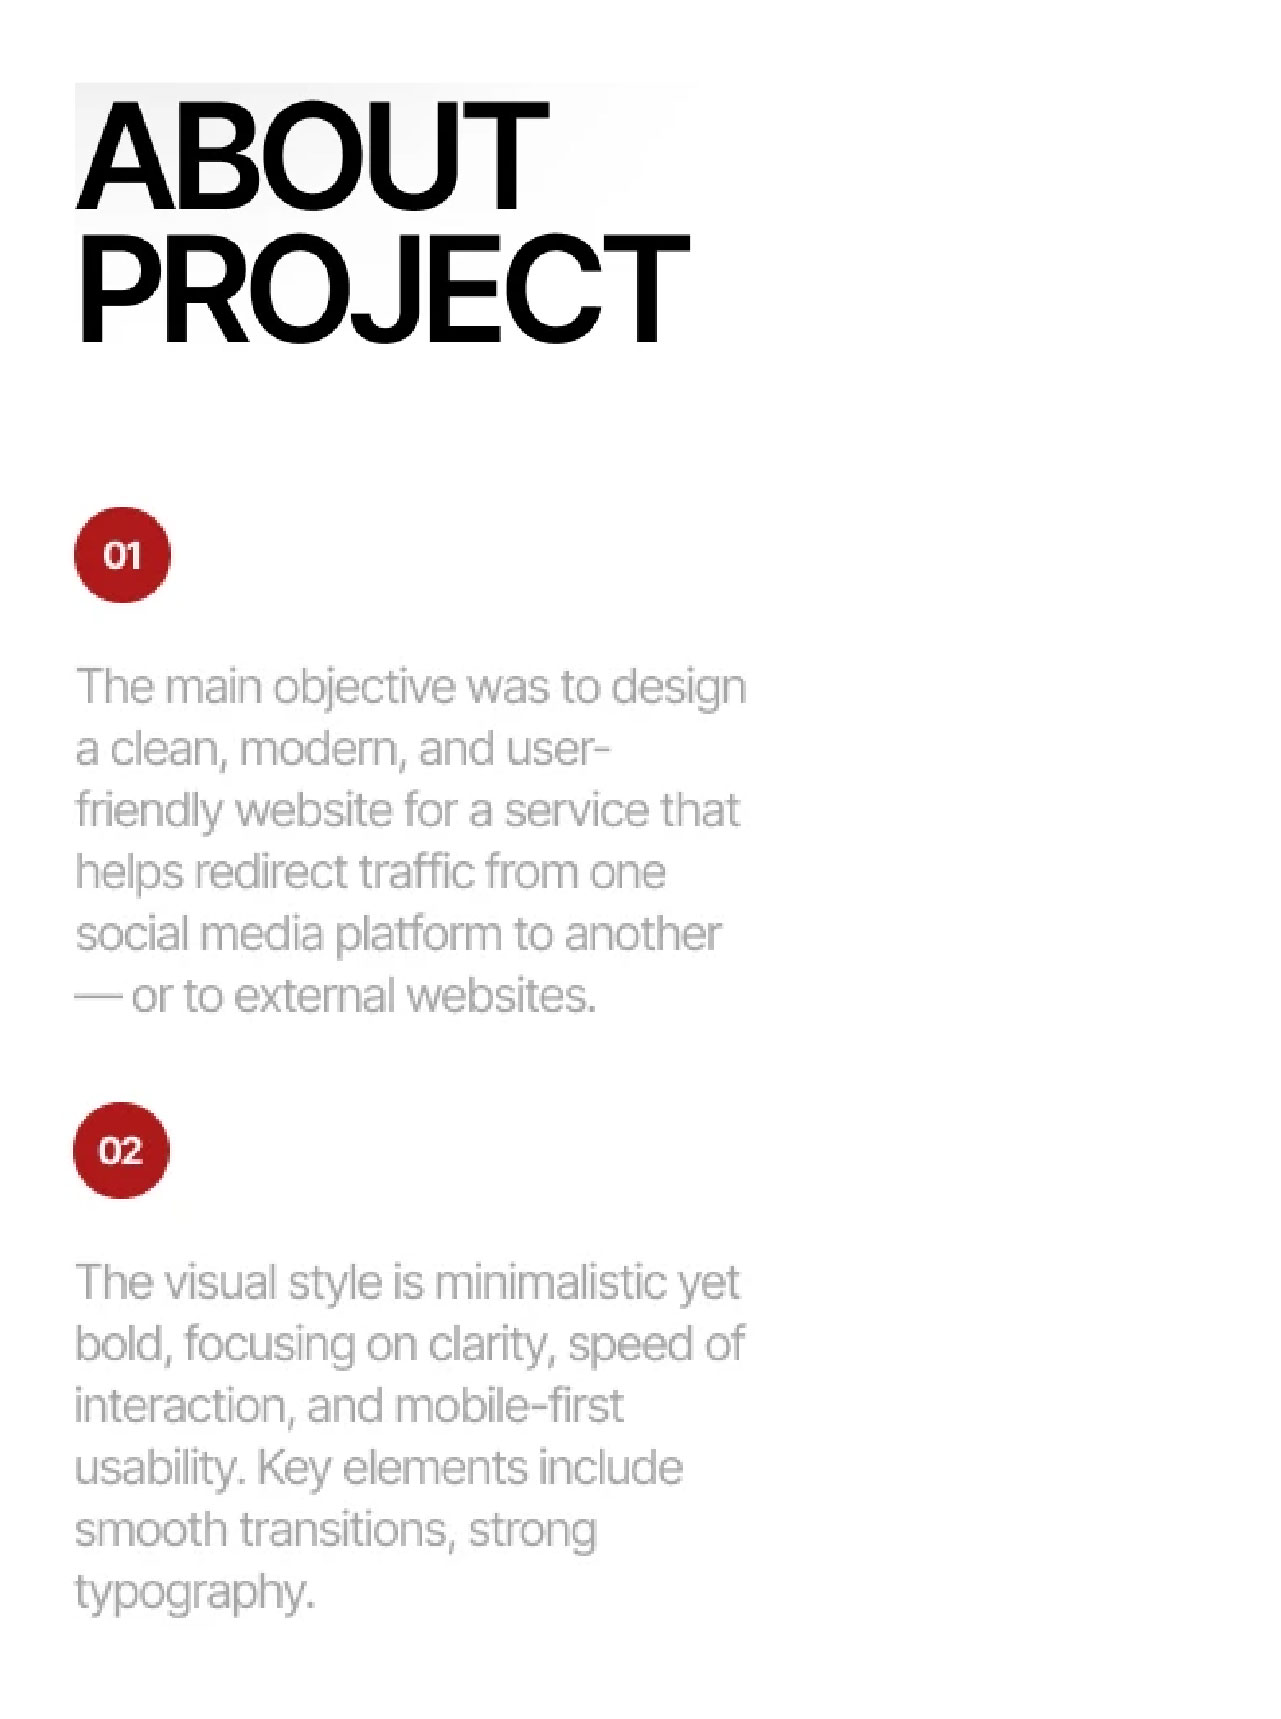 ABOUT
PROJECT
01
The main objective was to design
a clean, modern, and user-
friendly website for a service that
helps redirect traffic from one
social media platform to another
— or to external websites.
02
The visual style is minimalistic yet
bold, focusing on clarity, speed of
interaction, and mobile-first
usability. Key elements include
smooth transitions, strong
typography.